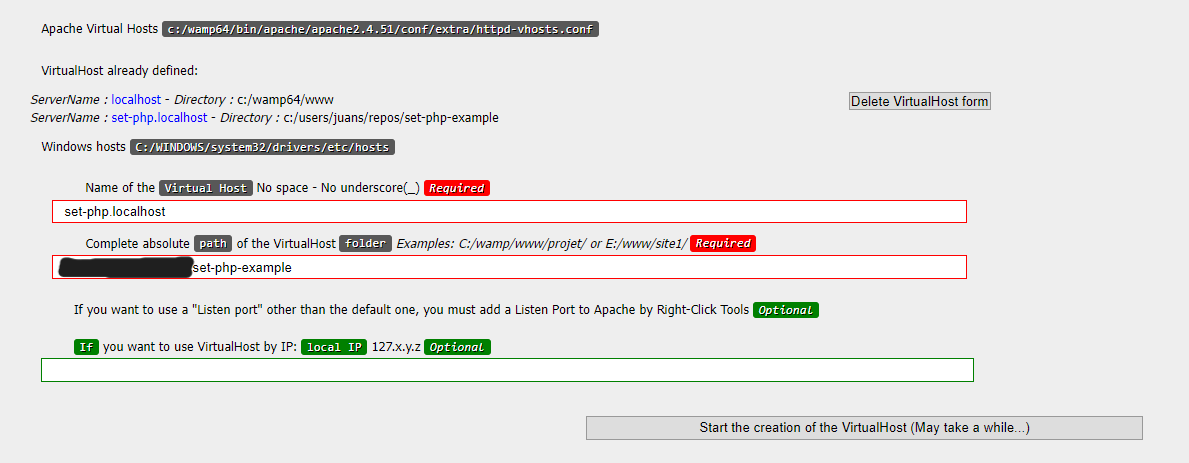 Apache Virtual Hosts c:/wamp64/bin/apache/apache2.4.51/conf/extra/httpd-vhosts.conf
VirtualHost already defined:
ServerName : localhost - Directory : c:/wamp64/www
Delete VirtualHost form
ServerName : set-php.localhost - Directory : c:/users/juans/repos/set-php-example
Windows hosts C:/WINDOWS/system32/drivers/etc/hosts
Name of the Virtual Host No space - No underscore(_) Required
set-php.localhost
Complete absolute path of the VirtualHost folder Examples: C:/wamp/www/projet/ or E:/www/site1/ Required
set-php-example
If you want to use a "Listen port" other than the default one, you must add a Listen Port to Apache by Right-Click Tools Optional
If you want to use VirtualHost by IP: local IP 127.x.y.z Optional
Start the creation of the VirtualHost (May take a while...)